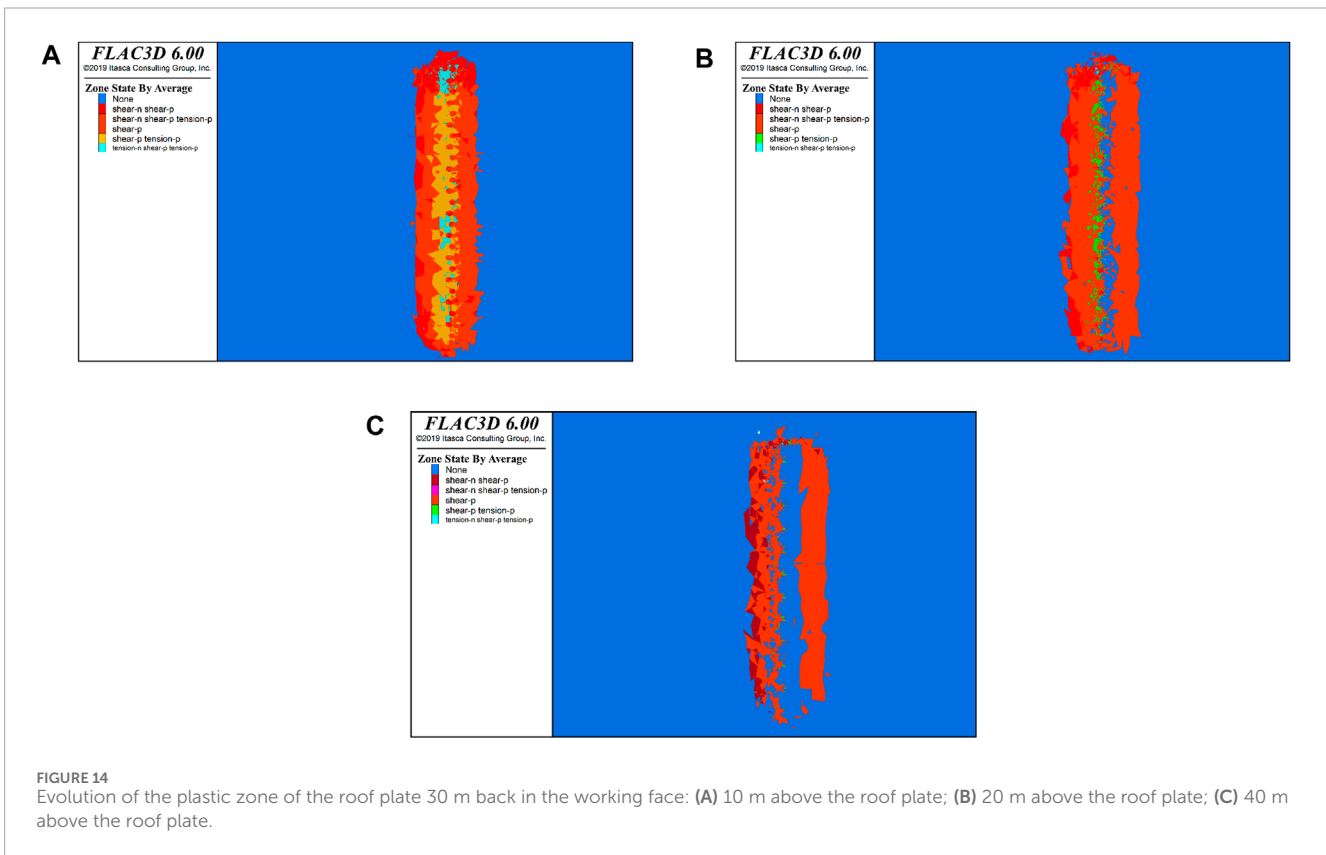 A
FLAC3D 6.00
©2019 Itasca Consulting Group, Inc.
Zone State By Average
None
shear-n shear-p
shear-n shear-p tension-p
shear-p
shear-p tension-p
tension-n shear-p tension-p
B
FLAC3D 6.00
©2019 Itasca Consulting Group, Inc.
Zone State By Average
None
shear-n shear-p
shear-n shear-p tension-p
shear-p
shear-p tension-p
tension-n shear-p tension-p
C
FLAC3D 6.00
©2019 Itasca Consulting Group, Inc.
Zone State By Average
None
shear-n shear-p
shear-n shear-p tension-p
shear-p
shear-p tension-p
tension-n shear-p tension-p
FIGURE 14
Evolution of the plastic zone of the roof plate 30 m back in the working face: (A) 10 m above the roof plate; (B) 20 m above the roof plate; (C) 40 m
above the roof plate.